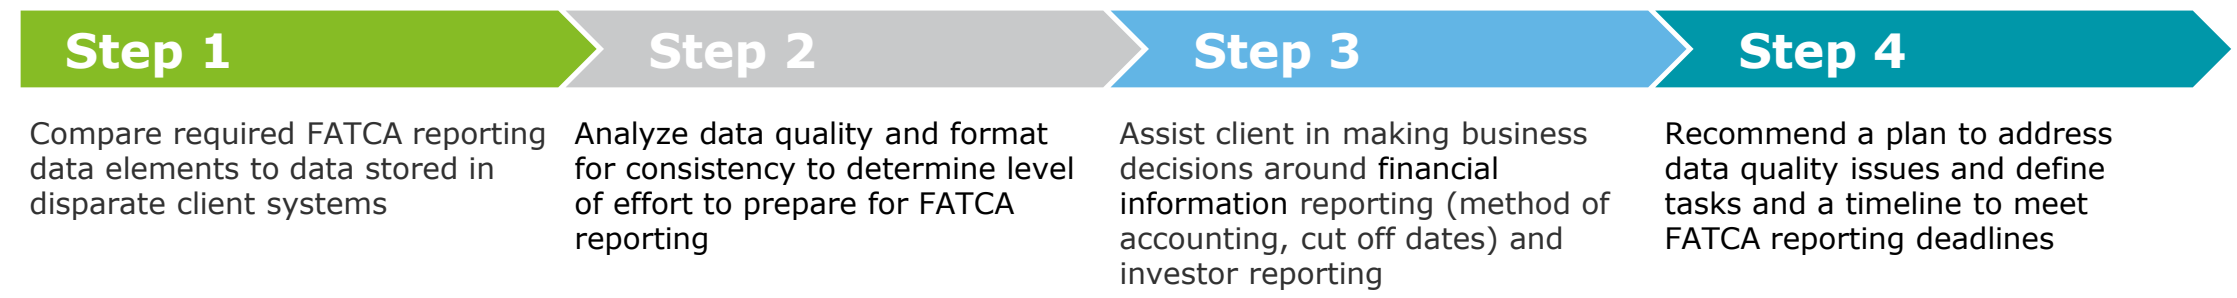 Step 1
Step 2
Step 3
Step 4
Compare required FATCA reporting
data elements to data stored in
disparate client systems
Analyze data quality and format
for consistency to determine level
of effort to prepare for FATCA
reporting
Assist client in making business
decisions around financial
information reporting (method of
accounting, cut off dates) and
investor reporting
Recommend a plan to address
data quality issues and define
tasks and a timeline to meet
FATCA reporting deadlines